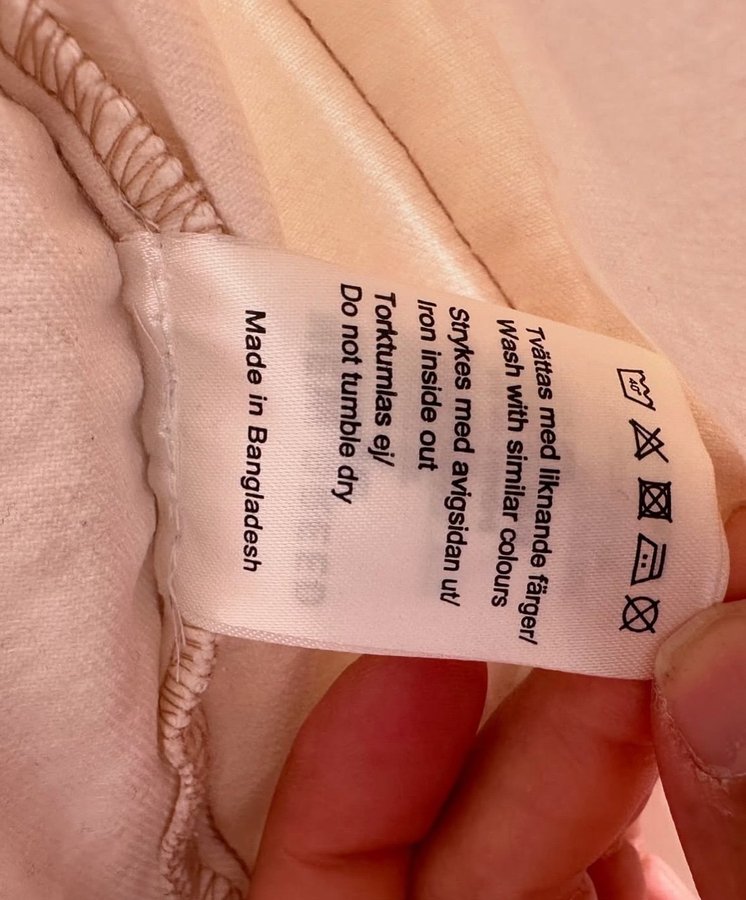 40°
Tvättas med liknande färger/
Wash with similar colours
Strykes med avigsidan ut/
Iron inside out
Torktumlas ej/
Do not tumble dry
Made in Bangladesh